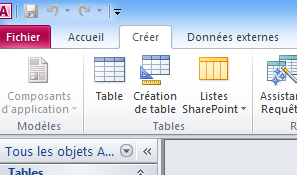 A
Fichier Accueil Créer Données externes
Composants Table Création Listes
d'application de table SharePoint
Modèles Tables
Tous les objets A... «
Tables